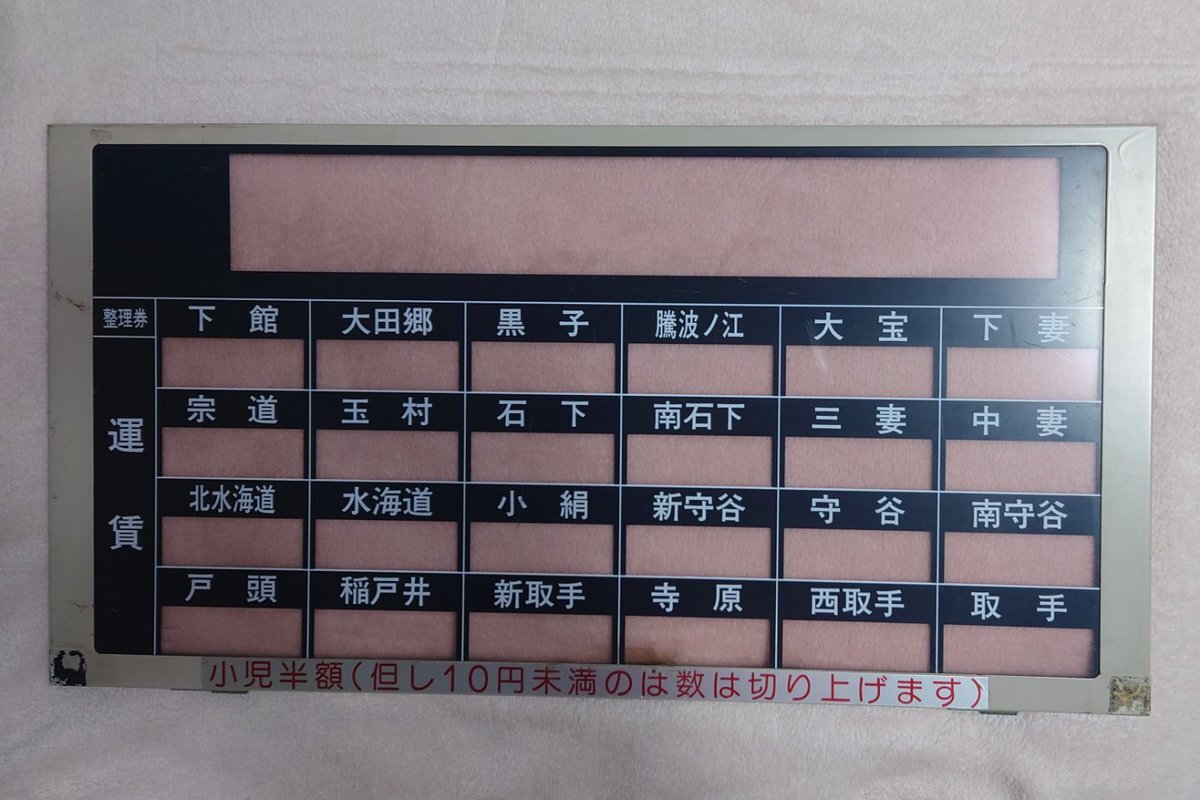 整理券 下館 大田郷 黒子 騰波ノ江 大宝 下妻
運賃
宗道 玉村 石下 南石下 三妻 中妻
北水海道 水海道 小絹 新守谷 守谷 南守谷
戸頭 稲戸井 新取手 寺原 西取手 取手
小児半額(但し10円未満のは数は切り上げます)